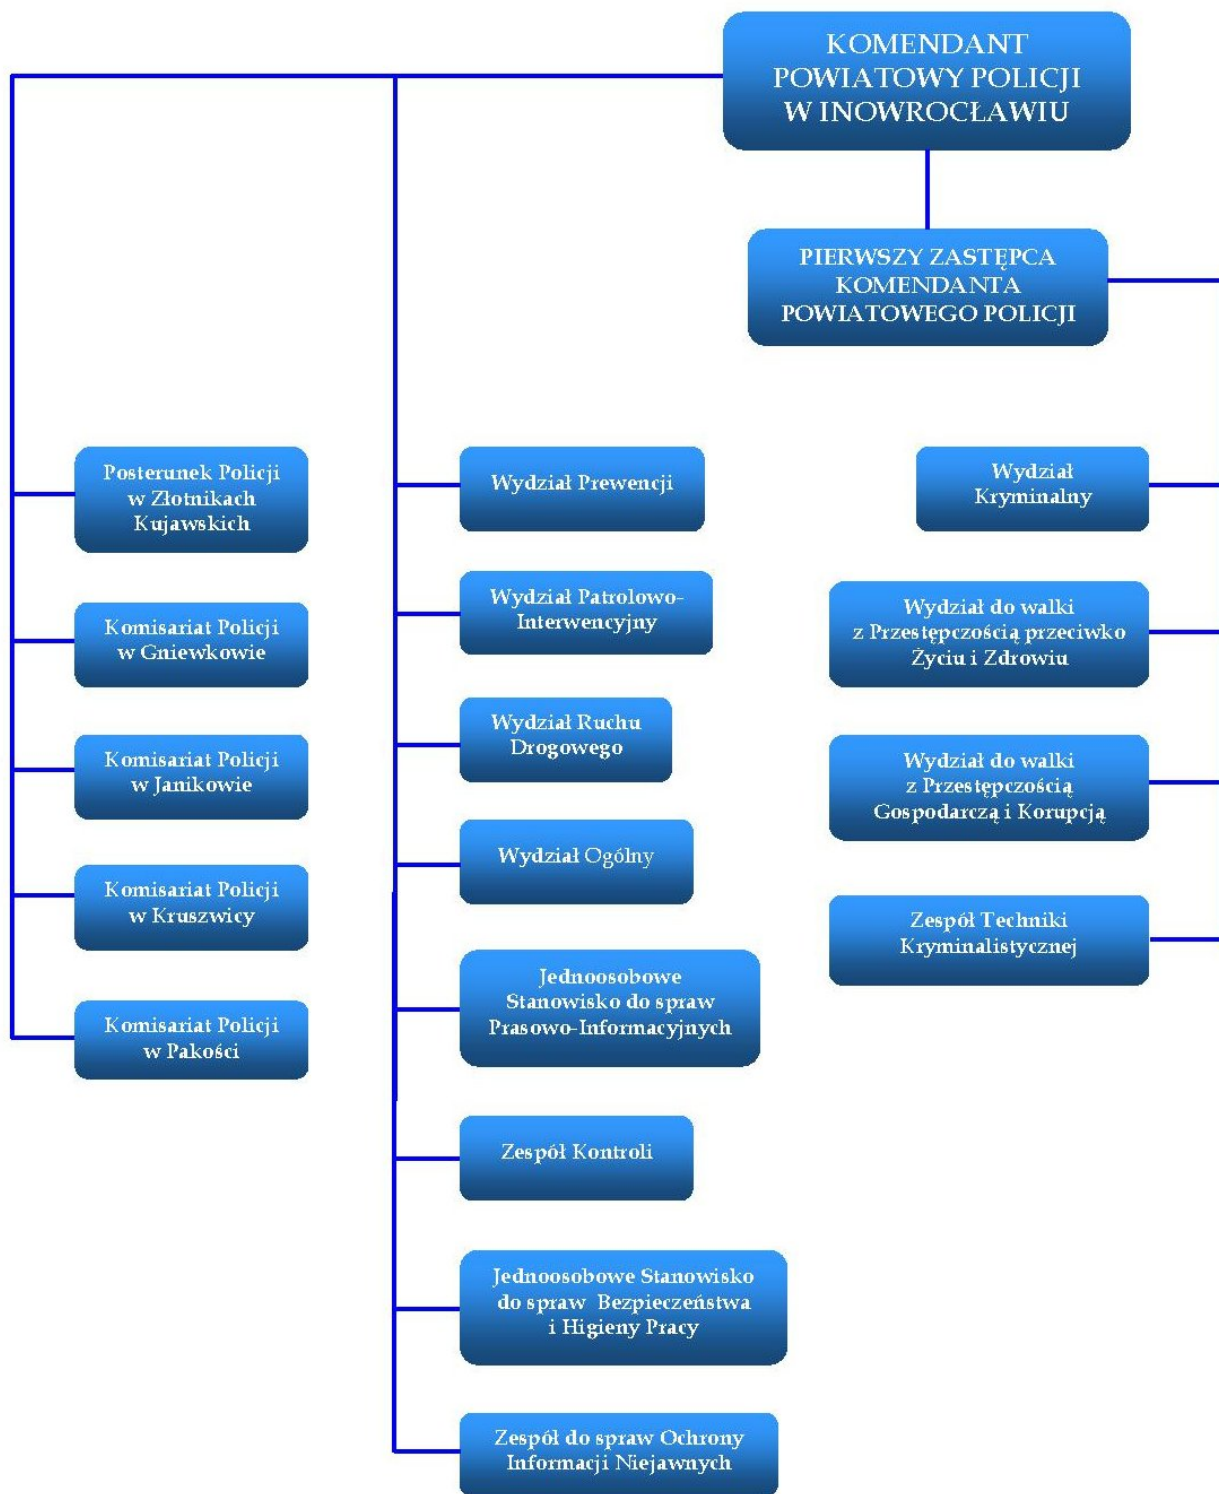 KOMENDANT
POWIATOWY POLICJI
W INOWROCŁAWIU
PIERWSZY ZASTĘPCA
KOMENDANTA
POWIATOWEGO POLICJI
Posterunek Policji
w Złotnikach
Kujawskich
Komisariat Policji
w Gniewkowie
Komisariat Policji
w Janikowie
Komisariat Policji
w Kruszwicy
Komisariat Policji
w Pakości
Wydział Prewencji
Wydział Patrolowo-
Interwencyjny
Wydział Ruchu
Drogowego
Wydział Ogólny
Jednoosobowe
Stanowisko do spraw
Prasowo-Informacyjnych
Zespół Kontroli
Jednoosobowe Stanowisko
do spraw Bezpieczeństwa
i Higieny Pracy
Zespół do spraw Ochrony
Informacji Niejawnych
Wydział
Kryminalny
Wydział do walki
z Przestępczością przeciwko
Życiu i Zdrowiu
Wydział do walki
z Przestępczością
Gospodarczą i Korupcją
Zespół Techniki
Kryminalistycznej